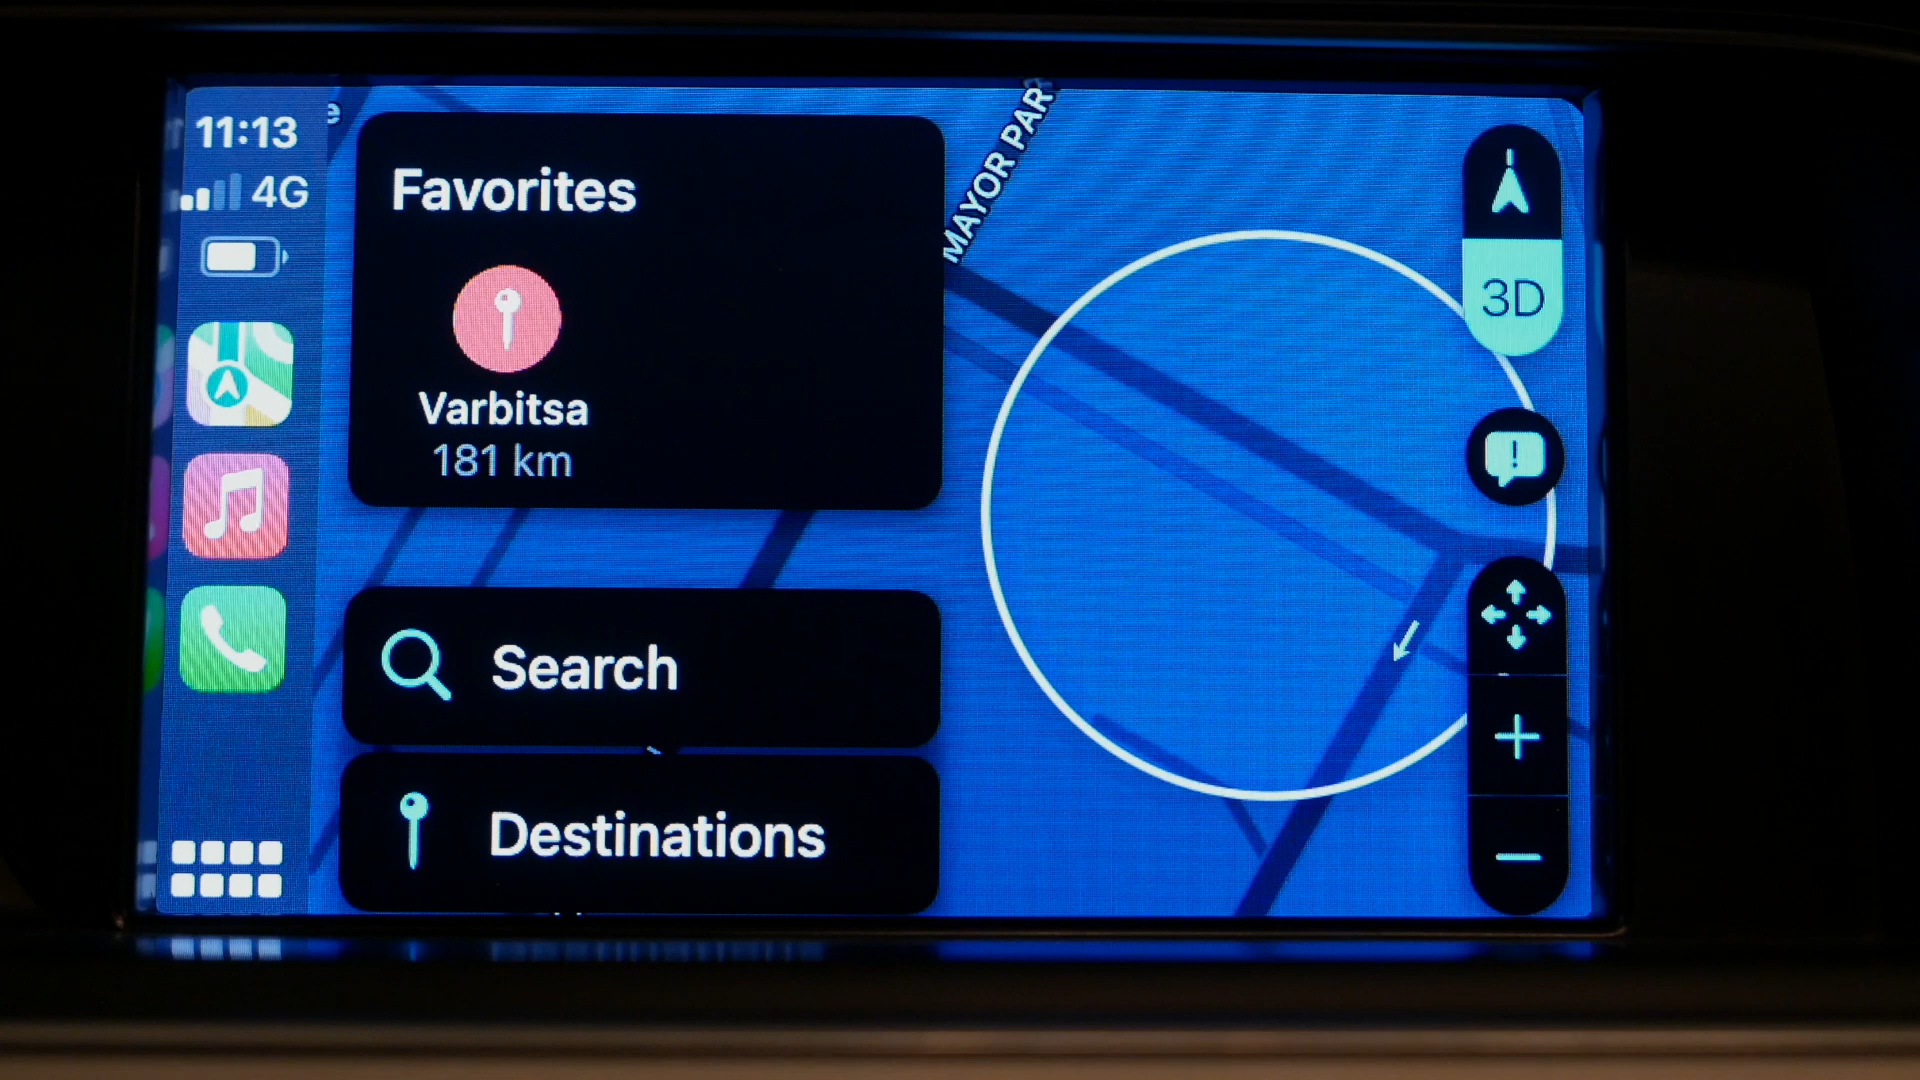 11:13
4G
Favorites
Varbitsa
181 km
MAYOR PAR
3D
Search
Destinations